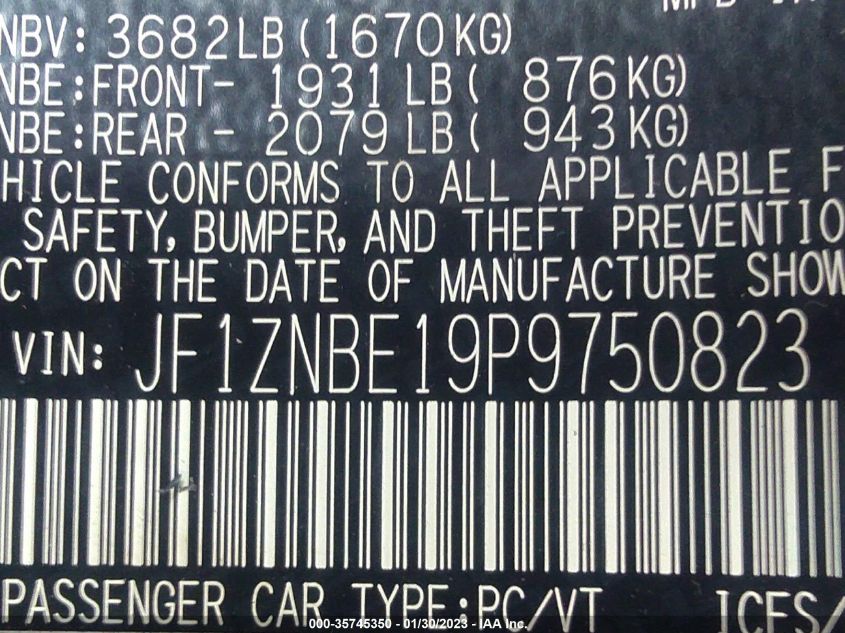 NBV: 3682LB(1670KG)
NBE:FRONT- 1931 LB( 876KG)
NBE:REAR - 2079 LB( 943KG)
HICLE CONFORMS TO ALL APPLICABLE F
SAFETY, BUMPER, AND THEFT PREVENTIO
CT ON THE DATE OF MANUFACTURE SHOW
VIN: JF1ZNBE19P9750823
PASSENGER CAR TYPE:PC/VT ICES/
000-35745350 - 01/30/2023 - IAA Inc.